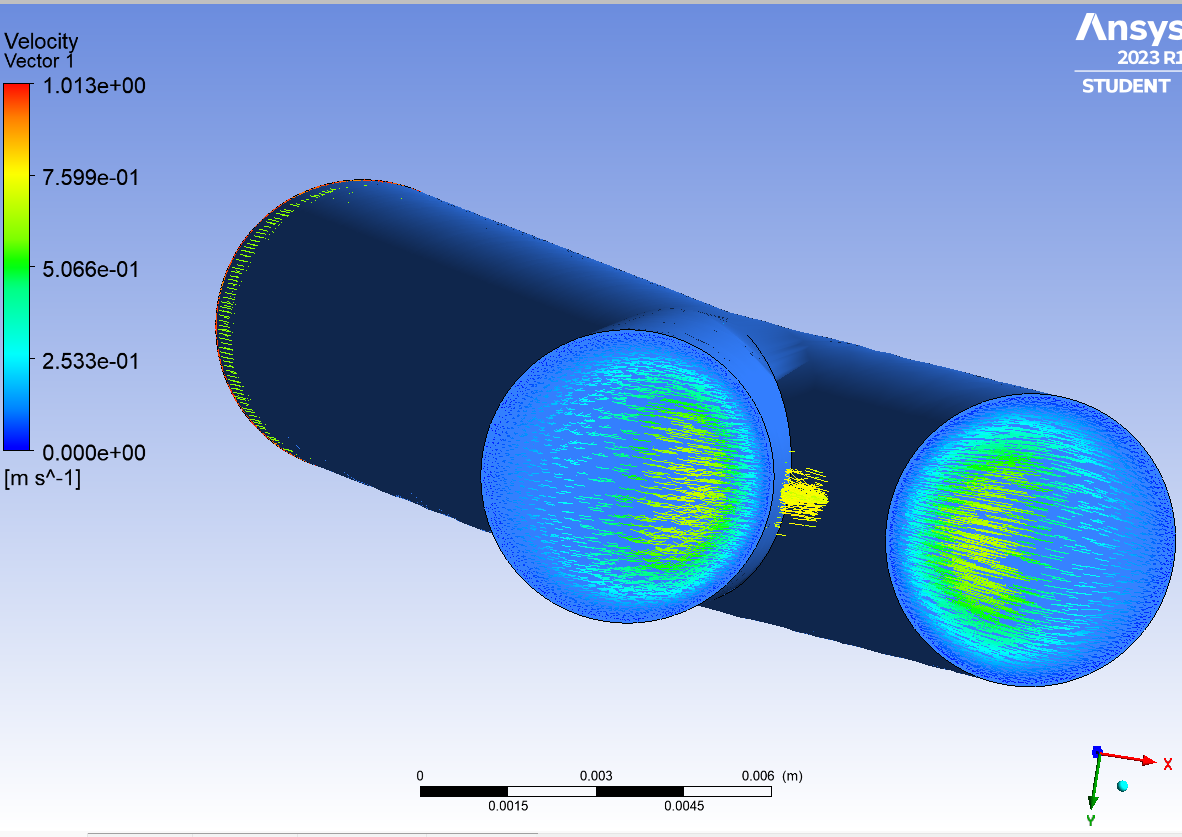 Velocity
Vector 1
1.013e+00
7.599e-01
5.066e-01
2.533e-01
0.000e+00
[m s^-1]
Ansys
2023 R1
STUDENT
0 0.003 0.006 (m)
0.0015 0.0045
X
Y